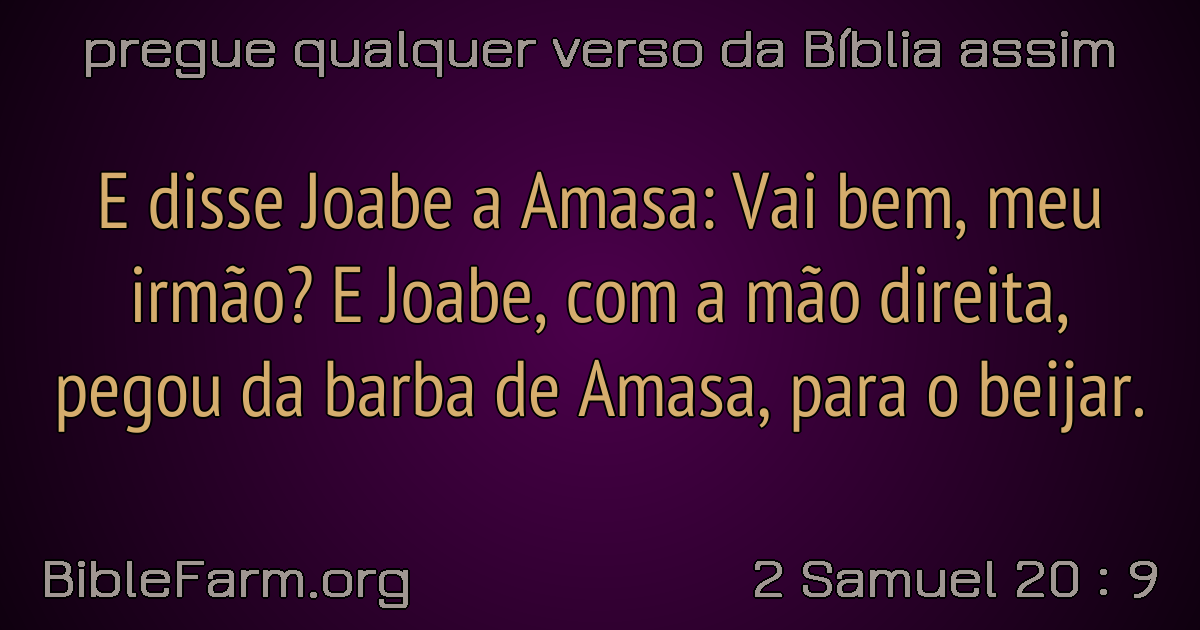 pregue qualquer verso da Bíblia assim
E disse Joabe a Amasa: Vai bem, meu
irmão? E Joabe, com a mão direita,
pegou da barba de Amasa, para o beijar.
BibleFarm.org
2 Samuel 20 : 9